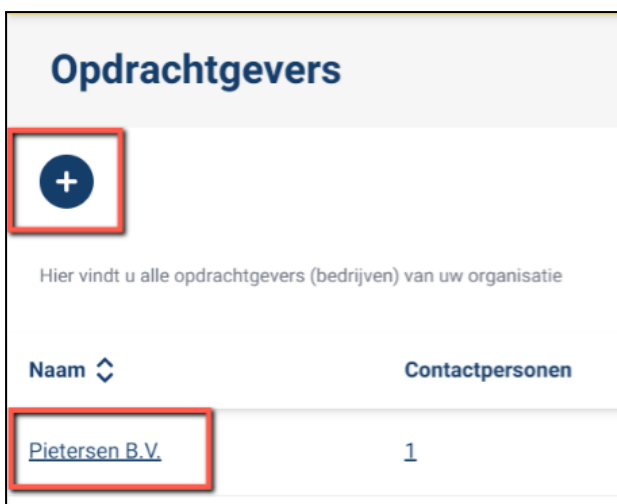 Opdrachtgevers
+
Hier vindt u alle opdrachtgevers (bedrijven) van uw organisatie
Naam Contactpersonen
Pietersen B.V. 1